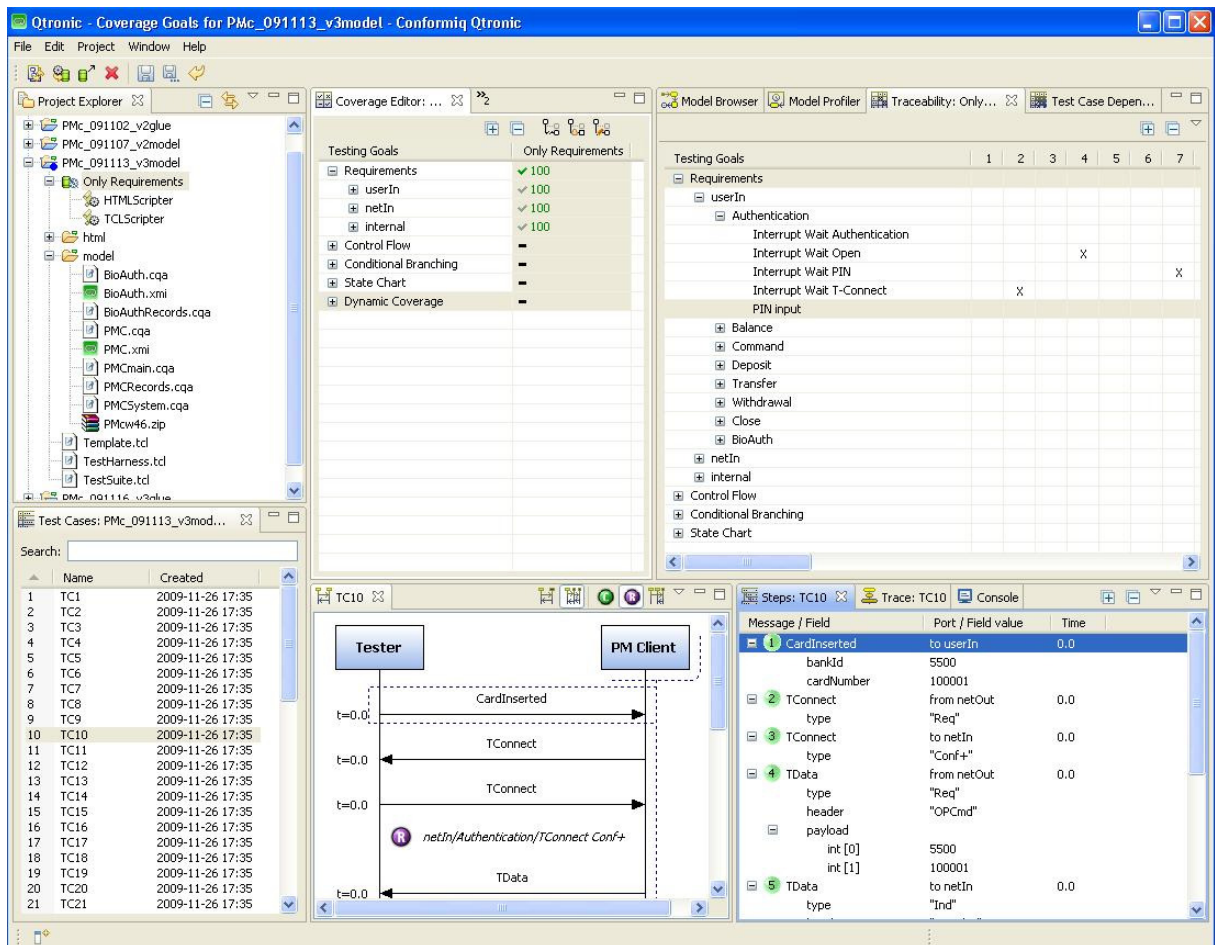 Qtronic - Coverage Goals for PMc_091113_v3model - Conformiq Qtronic
File Edit Project Window Help
Project Explorer
PMc_091102_v2glue
PMc_091107_v2model
PMc_091113_v3model
Only Requirements
HTMLScripter
TCLScripter
html
model
BioAuth.cqa
BioAuth.xmi
BioAuthRecords.cqa
PMC.cqa
PMC.xmi
PMCmain.cqa
PMCRecords.cqa
PMCSystem.cqa
PMcw46.zip
Template.tcl
TestHarness.tcl
TestSuite.tcl
PMc_091116_v3glue
Coverage Editor: ... 2
Testing Goals Only Requirements
Requirements 100
userIn 100
netIn 100
internal 100
Control Flow -
Conditional Branching -
State Chart -
Dynamic Coverage -
Model Browser Model Profiler Traceability: Only... Test Case Depen...
Testing Goals 1 2 3 4 5 6 7
Requirements
userIn
Authentication
Interrupt Wait Authentication
Interrupt Wait Open X
Interrupt Wait PIN X
Interrupt Wait T-Connect X
PIN input
Balance
Command
Deposit
Transfer
Withdrawal
Close
BioAuth
netIn
internal
Control Flow
Conditional Branching
State Chart
Test Cases: PMc_091113_v3mod...
Search:
Name Created
1 TC1 2009-11-26 17:35
2 TC2 2009-11-26 17:35
3 TC3 2009-11-26 17:35
4 TC4 2009-11-26 17:35
5 TC5 2009-11-26 17:35
6 TC6 2009-11-26 17:35
7 TC7 2009-11-26 17:35
8 TC8 2009-11-26 17:35
9 TC9 2009-11-26 17:35
10 TC10 2009-11-26 17:35
11 TC11 2009-11-26 17:35
12 TC12 2009-11-26 17:35
13 TC13 2009-11-26 17:35
14 TC14 2009-11-26 17:35
15 TC15 2009-11-26 17:35
16 TC16 2009-11-26 17:35
17 TC17 2009-11-26 17:35
18 TC18 2009-11-26 17:35
19 TC19 2009-11-26 17:35
20 TC20 2009-11-26 17:35
21 TC21 2009-11-26 17:35
TC10
Tester PM Client
CardInserted
t=0.0
TConnect
t=0.0
TConnect
t=0.0
R netIn/Authentication/TConnect Conf+
TData
t=0.0
Steps: TC10 Trace: TC10 Console
Message / Field Port / Field value Time
1 CardInserted to userIn 0.0
bankId 5500
cardNumber 100001
2 TConnect from netOut 0.0
type "Req"
3 TConnect to netIn 0.0
type "Conf+"
4 TData from netOut 0.0
type "Req"
header "OPCmd"
payload
int [0] 5500
int [1] 100001
5 TData to netIn 0.0
type "Ind"